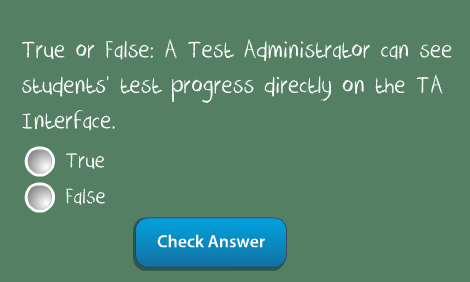 True or False: A Test Administrator can see
students' test progress directly on the TA
Interface.
True
False
Check Answer